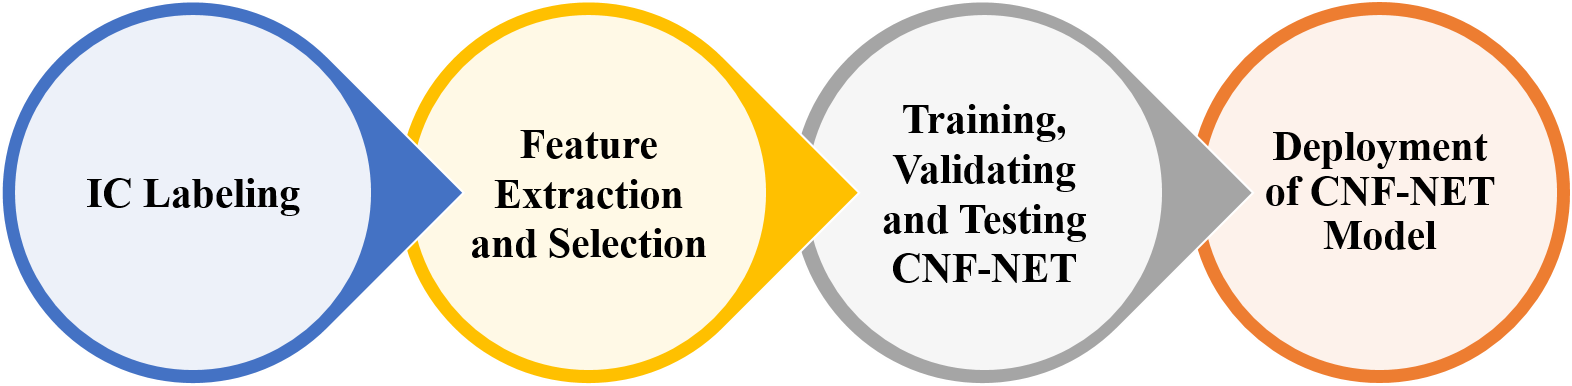 IC Labeling
Feature
Extraction
and Selection
Training,
Validating
and Testing
CNF-NET
Deployment
of CNF-NET
Model